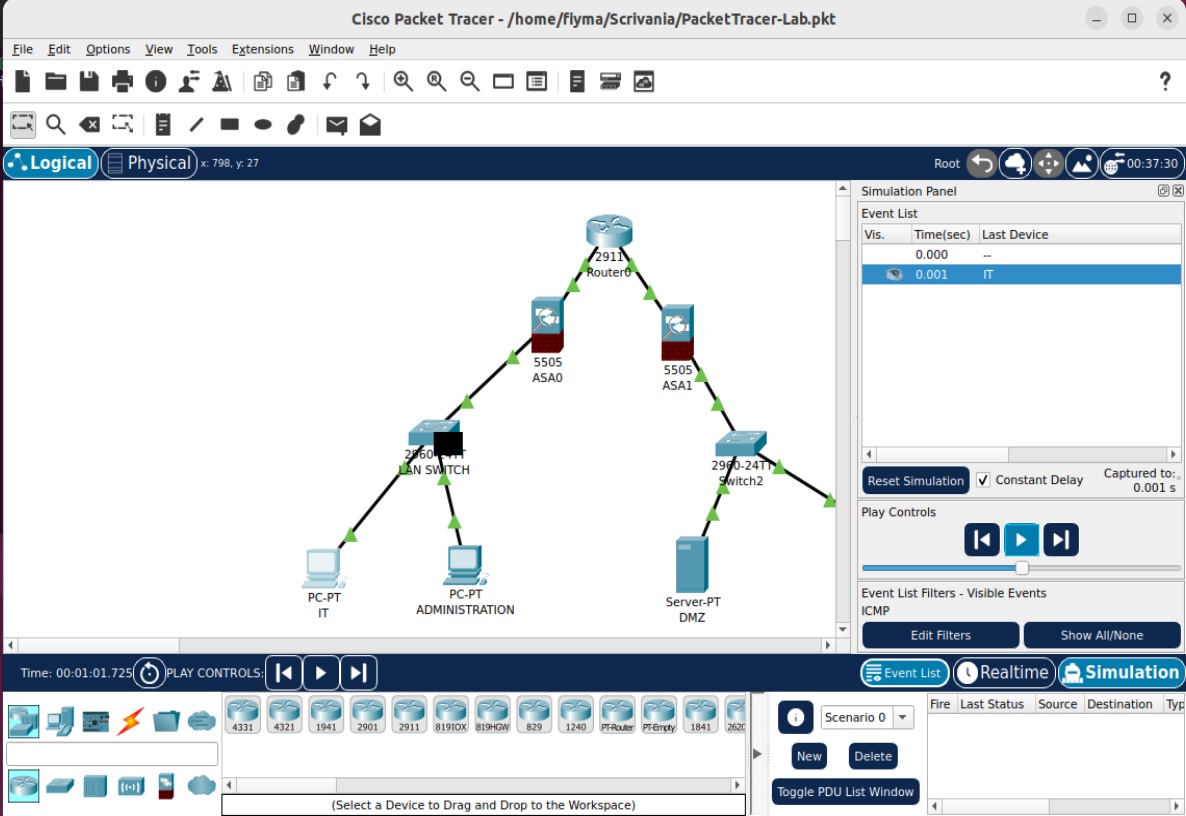 Cisco Packet Tracer - /home/flyma/Scrivania/PacketTracer-Lab.pkt
File Edit Options View Tools Extensions Window Help
?
Logical Physical x: 798, y: 27 Root 00:37:30
Simulation Panel
Event List
Vis. Time(sec) Last Device
0.000 --
0.001 IT
2911
Router0
5505
ASA0
5505
ASA1
LAN SWITCH
2960-24TT
Switch2
PC-PT
IT
PC-PT
ADMINISTRATION
Server-PT
DMZ
Reset Simulation Constant Delay Captured to:
0.001 s
Play Controls
Event List Filters - Visible Events
ICMP
Edit Filters Show All/None
Time: 00:01:01.725 PLAY CONTROLS: Event List Realtime Simulation
4331 4321 1941 2901 2911 819IOX 819HGW 829 1240 PT-Router PT-Empty 1841 262
(Select a Device to Drag and Drop to the Workspace)
Scenario 0
New Delete
Toggle PDU List Window
Fire Last Status Source Destination Typ